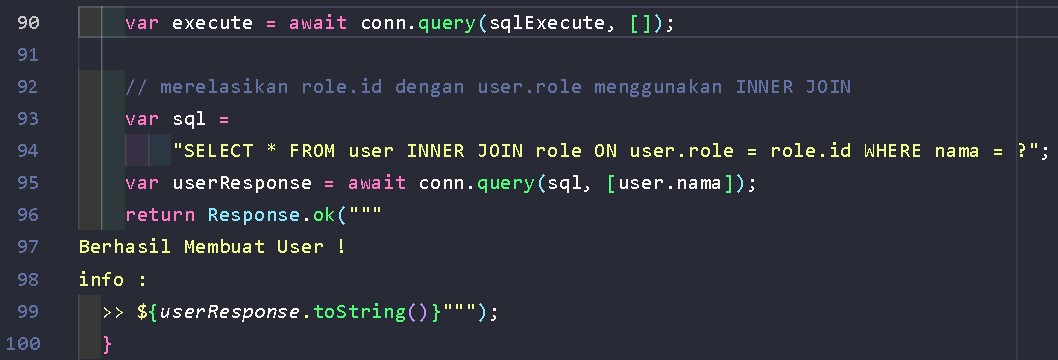 90 var execute = await conn.query(sqlExecute, []);
91
92 // merelasikan role.id dengan user.role menggunakan INNER JOIN
93 var sql =
94 "SELECT * FROM user INNER JOIN role ON user.role = role.id WHERE nama = ?";
95 var userResponse = await conn.query(sql, [user.nama]);
96 return Response.ok("""
97 Berhasil Membuat User !
98 info :
99 >> ${userResponse.toString()}""");
100 }